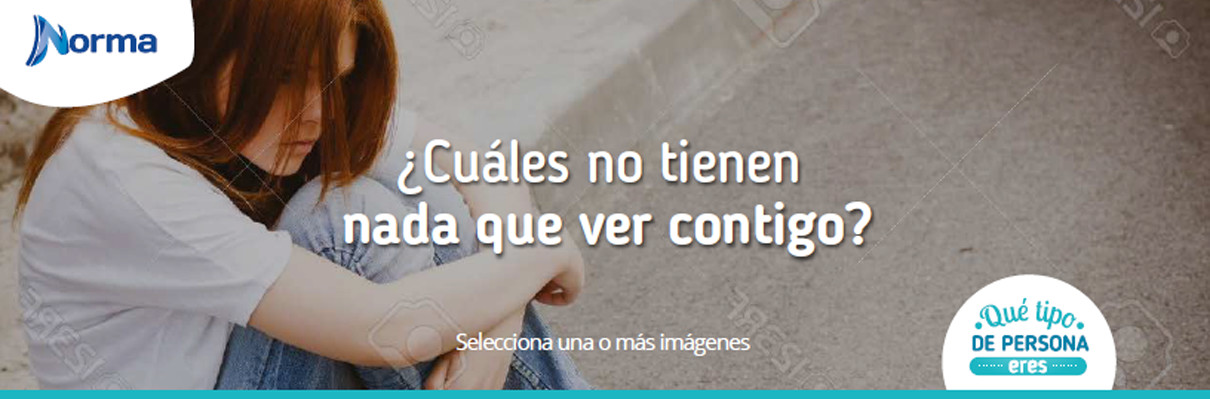 Norma
¿Cuáles no tienen
nada que ver contigo?
Selecciona una o más imágenes
Qué tipo
DE PERSONA
eres